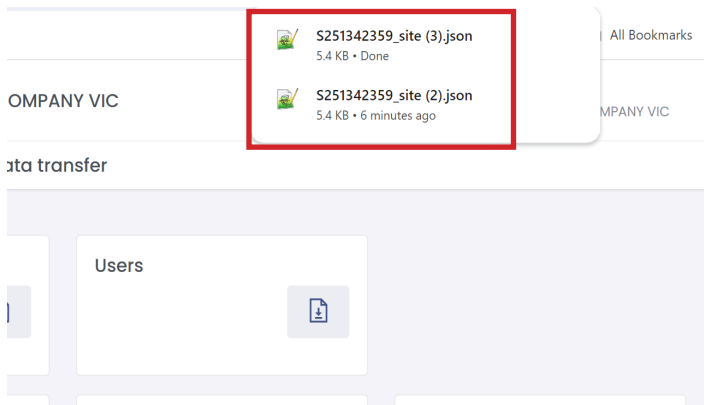 S251342359_site (3).json
5.4 KB • Done
All Bookmarks
S251342359_site (2).json
5.4 KB • 6 minutes ago
OMPANY VIC
MPANY VIC
ata transfer
Users